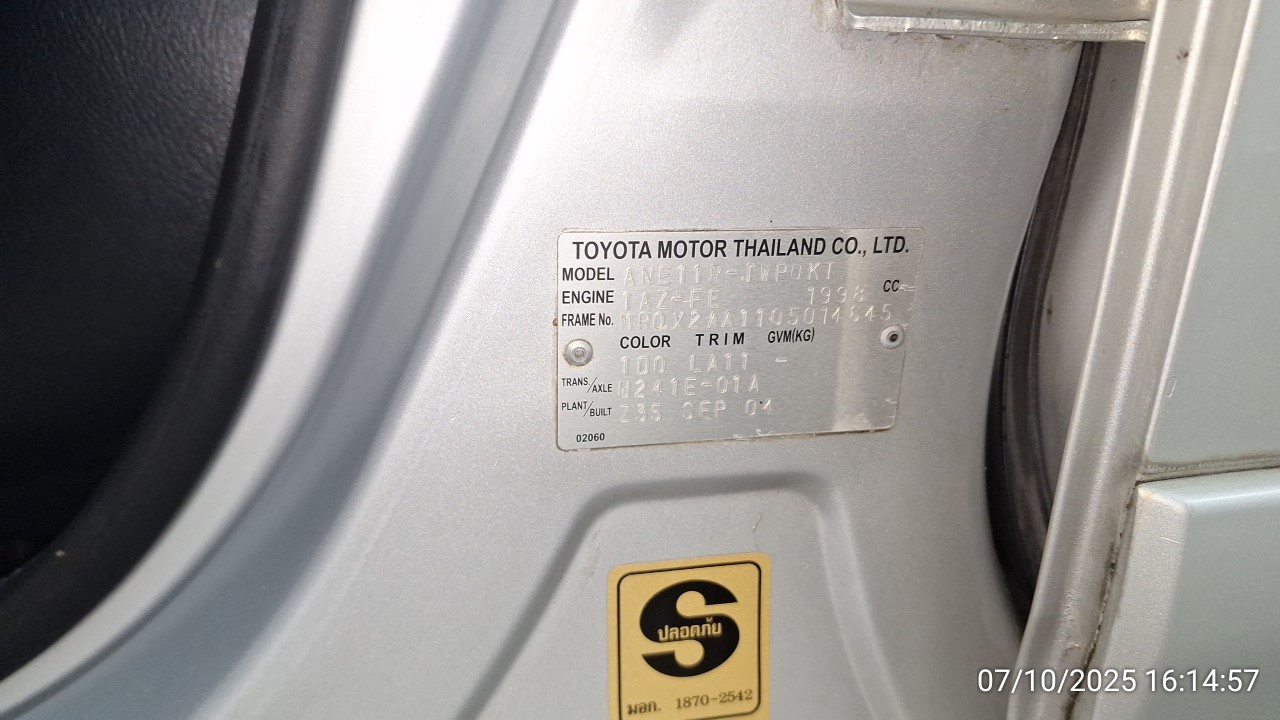 TOYOTA MOTOR THAILAND CO., LTD.
MODEL ANE11R-JWPQKT
ENGINE 1AZ-FE 1998 CC
FRAME No.
COLOR TRIM GVM(KG)
100 LA11 -
TRANS/AXLE U241E-01A
PLANT/BUILT Z35 SEP 04
02060
S
ปลอดภัย
มอก. 1870-2542
07/10/2025 16:14:57